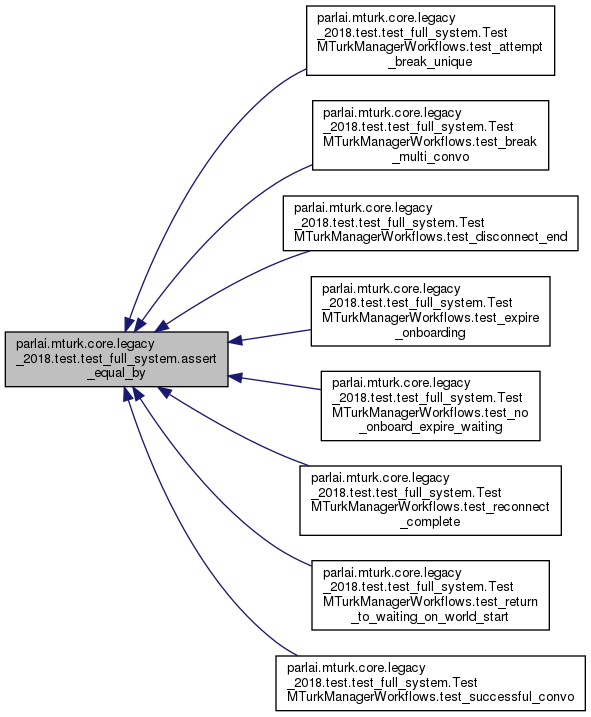 parlai.mturk.core.legacy
_2018.test.test_full_system.Test
MTurkManagerWorkflows.test_attempt
_break_unique
parlai.mturk.core.legacy
_2018.test.test_full_system.Test
MTurkManagerWorkflows.test_break
_multi_convo
parlai.mturk.core.legacy
_2018.test.test_full_system.Test
MTurkManagerWorkflows.test_disconnect_end
parlai.mturk.core.legacy
_2018.test.test_full_system.Test
MTurkManagerWorkflows.test_expire
_onboarding
parlai.mturk.core.legacy
_2018.test.test_full_system.assert
_equal_by
parlai.mturk.core.legacy
_2018.test.test_full_system.Test
MTurkManagerWorkflows.test_no
_onboard_expire_waiting
parlai.mturk.core.legacy
_2018.test.test_full_system.Test
MTurkManagerWorkflows.test_reconnect
_complete
parlai.mturk.core.legacy
_2018.test.test_full_system.Test
MTurkManagerWorkflows.test_return
_to_waiting_on_world_start
parlai.mturk.core.legacy
_2018.test.test_full_system.Test
MTurkManagerWorkflows.test_successful_convo